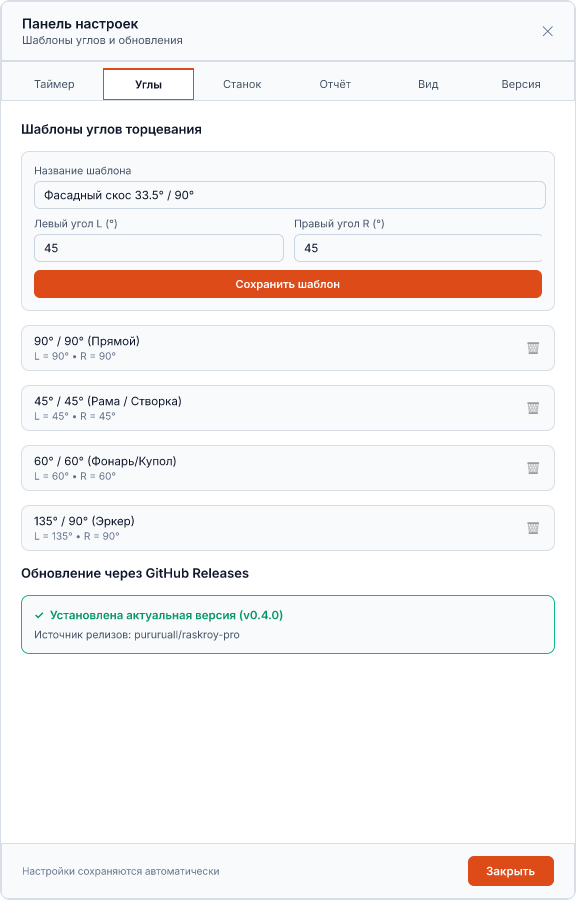 Панель настроек
Шаблоны углов и обновления
Таймер
Углы
Станок
Отчёт
Вид
Версия
Шаблоны углов торцевания
Название шаблона
Фасадный скос 33.5° / 90°
Левый угол L (°)
Правый угол R (°)
45
45
Сохранить шаблон
90° / 90° (Прямой)
L = 90° • R = 90°
45° / 45° (Рама / Створка)
L = 45° • R = 45°
60° / 60° (Фонарь/Купол)
L = 60° • R = 60°
135° / 90° (Эркер)
L = 135° • R = 90°
Обновление через GitHub Releases
✓ Установлена актуальная версия (v0.4.0)
Источник релизов: pururuall/raskroy-pro
Настройки сохраняются автоматически
Закрыть